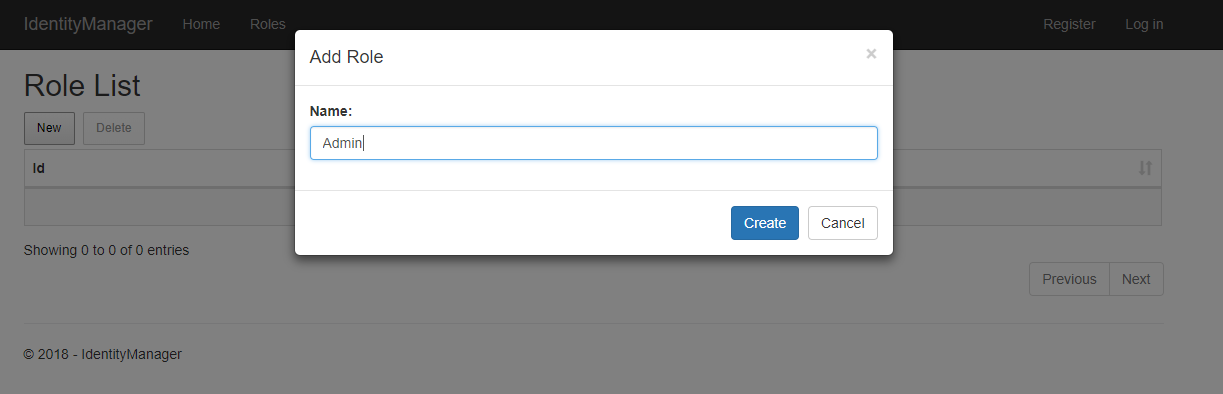 IdentityManager Home Roles Register Log in
Add Role ×
Role List
Name:
New Delete
Admin
Id
Create Cancel
Showing 0 to 0 of 0 entries
Previous Next
© 2018 - IdentityManager